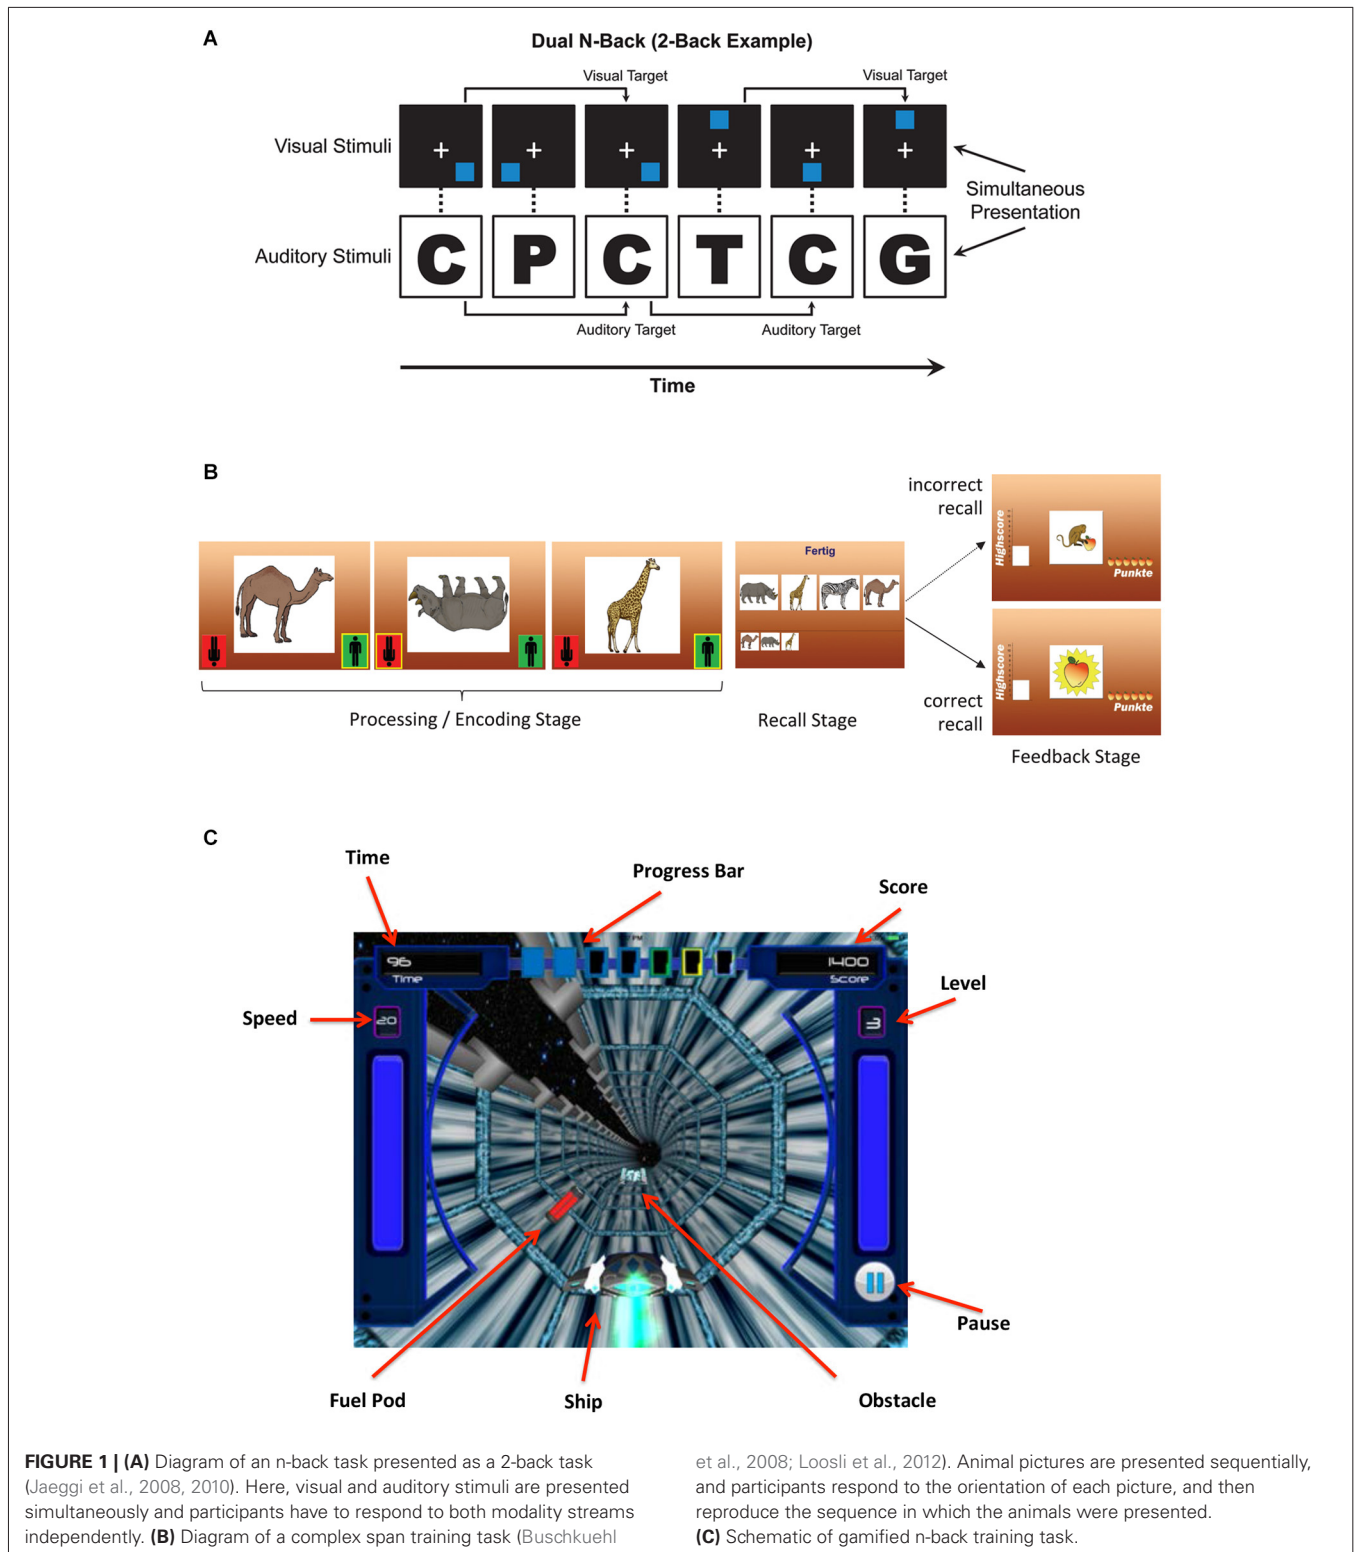 A
Dual N-Back (2-Back Example)
Visual Target
Visual Target
Visual Stimuli
Simultaneous
Presentation
Auditory Stimuli
C P C T C G
Auditory Target
Auditory Target
Time
B
incorrect
recall
Highscore
Punkte
Fertig
correct
recall
Highscore
Punkte
Processing / Encoding Stage
Recall Stage
Feedback Stage
C
Time
Progress Bar
Score
PM
96
Time
1400
Score
Level
Speed
20
3
Pause
Fuel Pod
Ship
Obstacle
FIGURE 1 | (A) Diagram of an n-back task presented as a 2-back task
(Jaeggi et al., 2008, 2010). Here, visual and auditory stimuli are presented
simultaneously and participants have to respond to both modality streams
independently. (B) Diagram of a complex span training task (Buschkuehl
et al., 2008; Loosli et al., 2012). Animal pictures are presented sequentially,
and participants respond to the orientation of each picture, and then
reproduce the sequence in which the animals were presented.
(C) Schematic of gamified n-back training task.